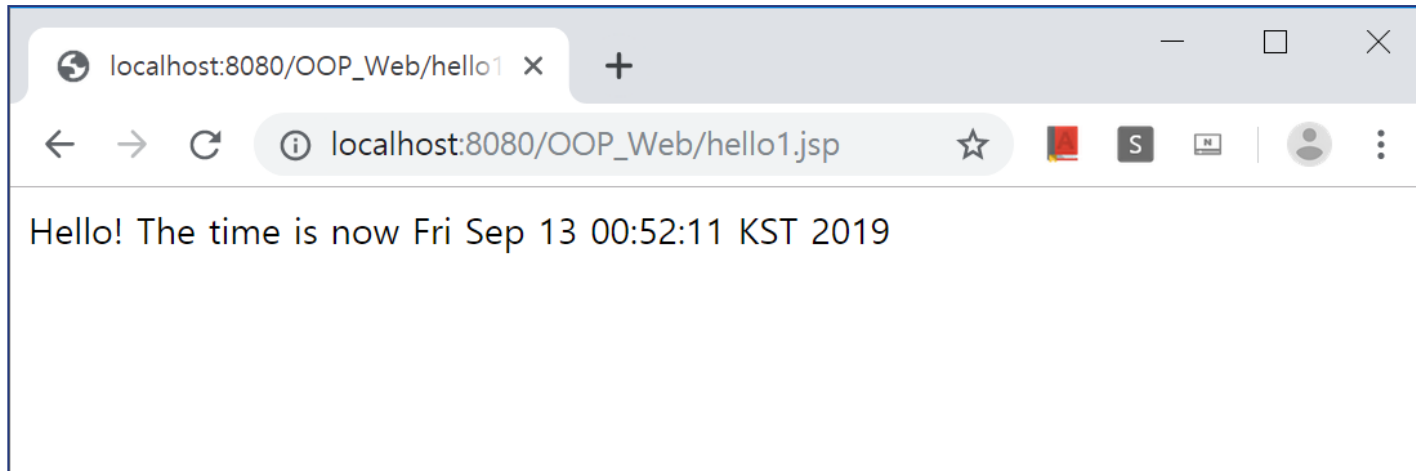 localhost:8080/OOP_Web/hello1
localhost:8080/OOP_Web/hello1.jsp
A
S
N
Hello! The time is now Fri Sep 13 00:52:11 KST 2019